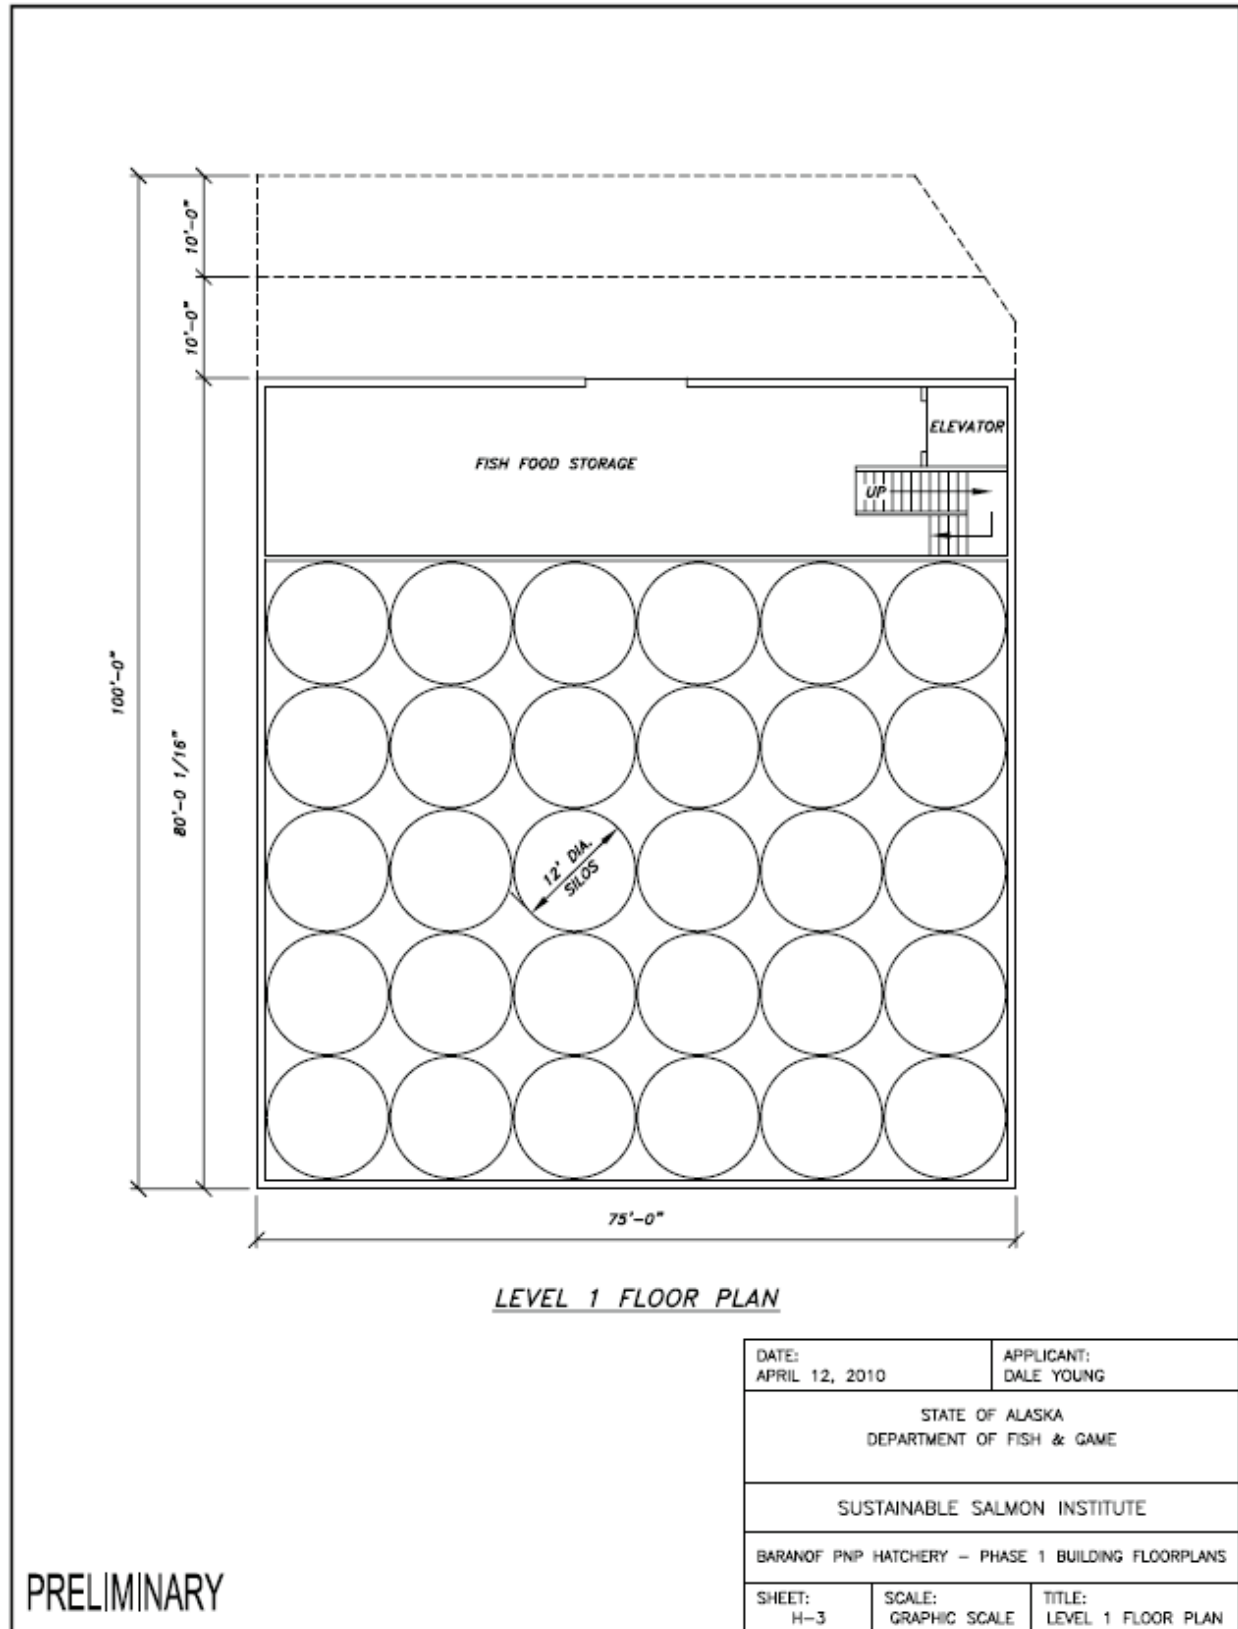 10'-0"
10'-0"
ELEVATOR
FISH FOOD STORAGE
UP
100'-0"
80'-0 1/16"
12' DIA.
SILOS
75'-0"
LEVEL 1 FLOOR PLAN
DATE:
APRIL 12, 2010
APPLICANT:
DALE YOUNG
STATE OF ALASKA
DEPARTMENT OF FISH & GAME
SUSTAINABLE SALMON INSTITUTE
BARANOF PNP HATCHERY - PHASE 1 BUILDING FLOORPLANS
SHEET:
H-3
SCALE:
GRAPHIC SCALE
TITLE:
LEVEL 1 FLOOR PLAN
PRELIMINARY